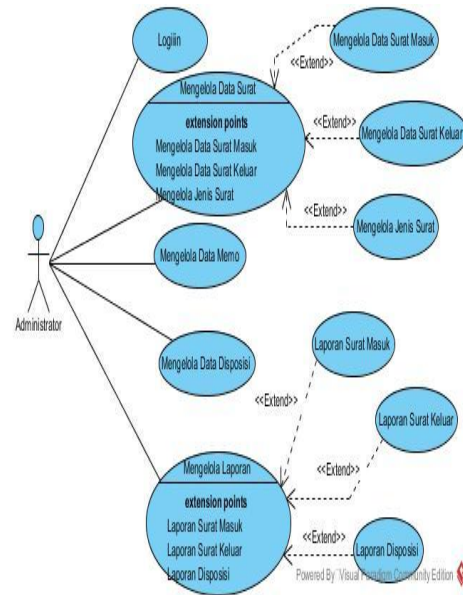 Logiin
Mengelola Data Surat Masuk
<<Extend>>
Mengelola Data Surat
extension points
Mengelola Data Surat Masuk
Mengelola Data Surat Keluar
Mengelola Jenis Surat
<<Extend>>
Mengelola Data Surat Keluar
<<Extend>>
Mengelola Jenis Surat
Mengelola Data Memo
Administrator
Mengelola Data Disposisi
Laporan Surat Masuk
<<Extend>>
Laporan Surat Keluar
<<Extend>>
Mengelola Laporan
extension points
Laporan Surat Masuk
Laporan Surat Keluar
Laporan Disposisi
<<Extend>>
Laporan Disposisi
Powered By Visual Paradigm Community Edition